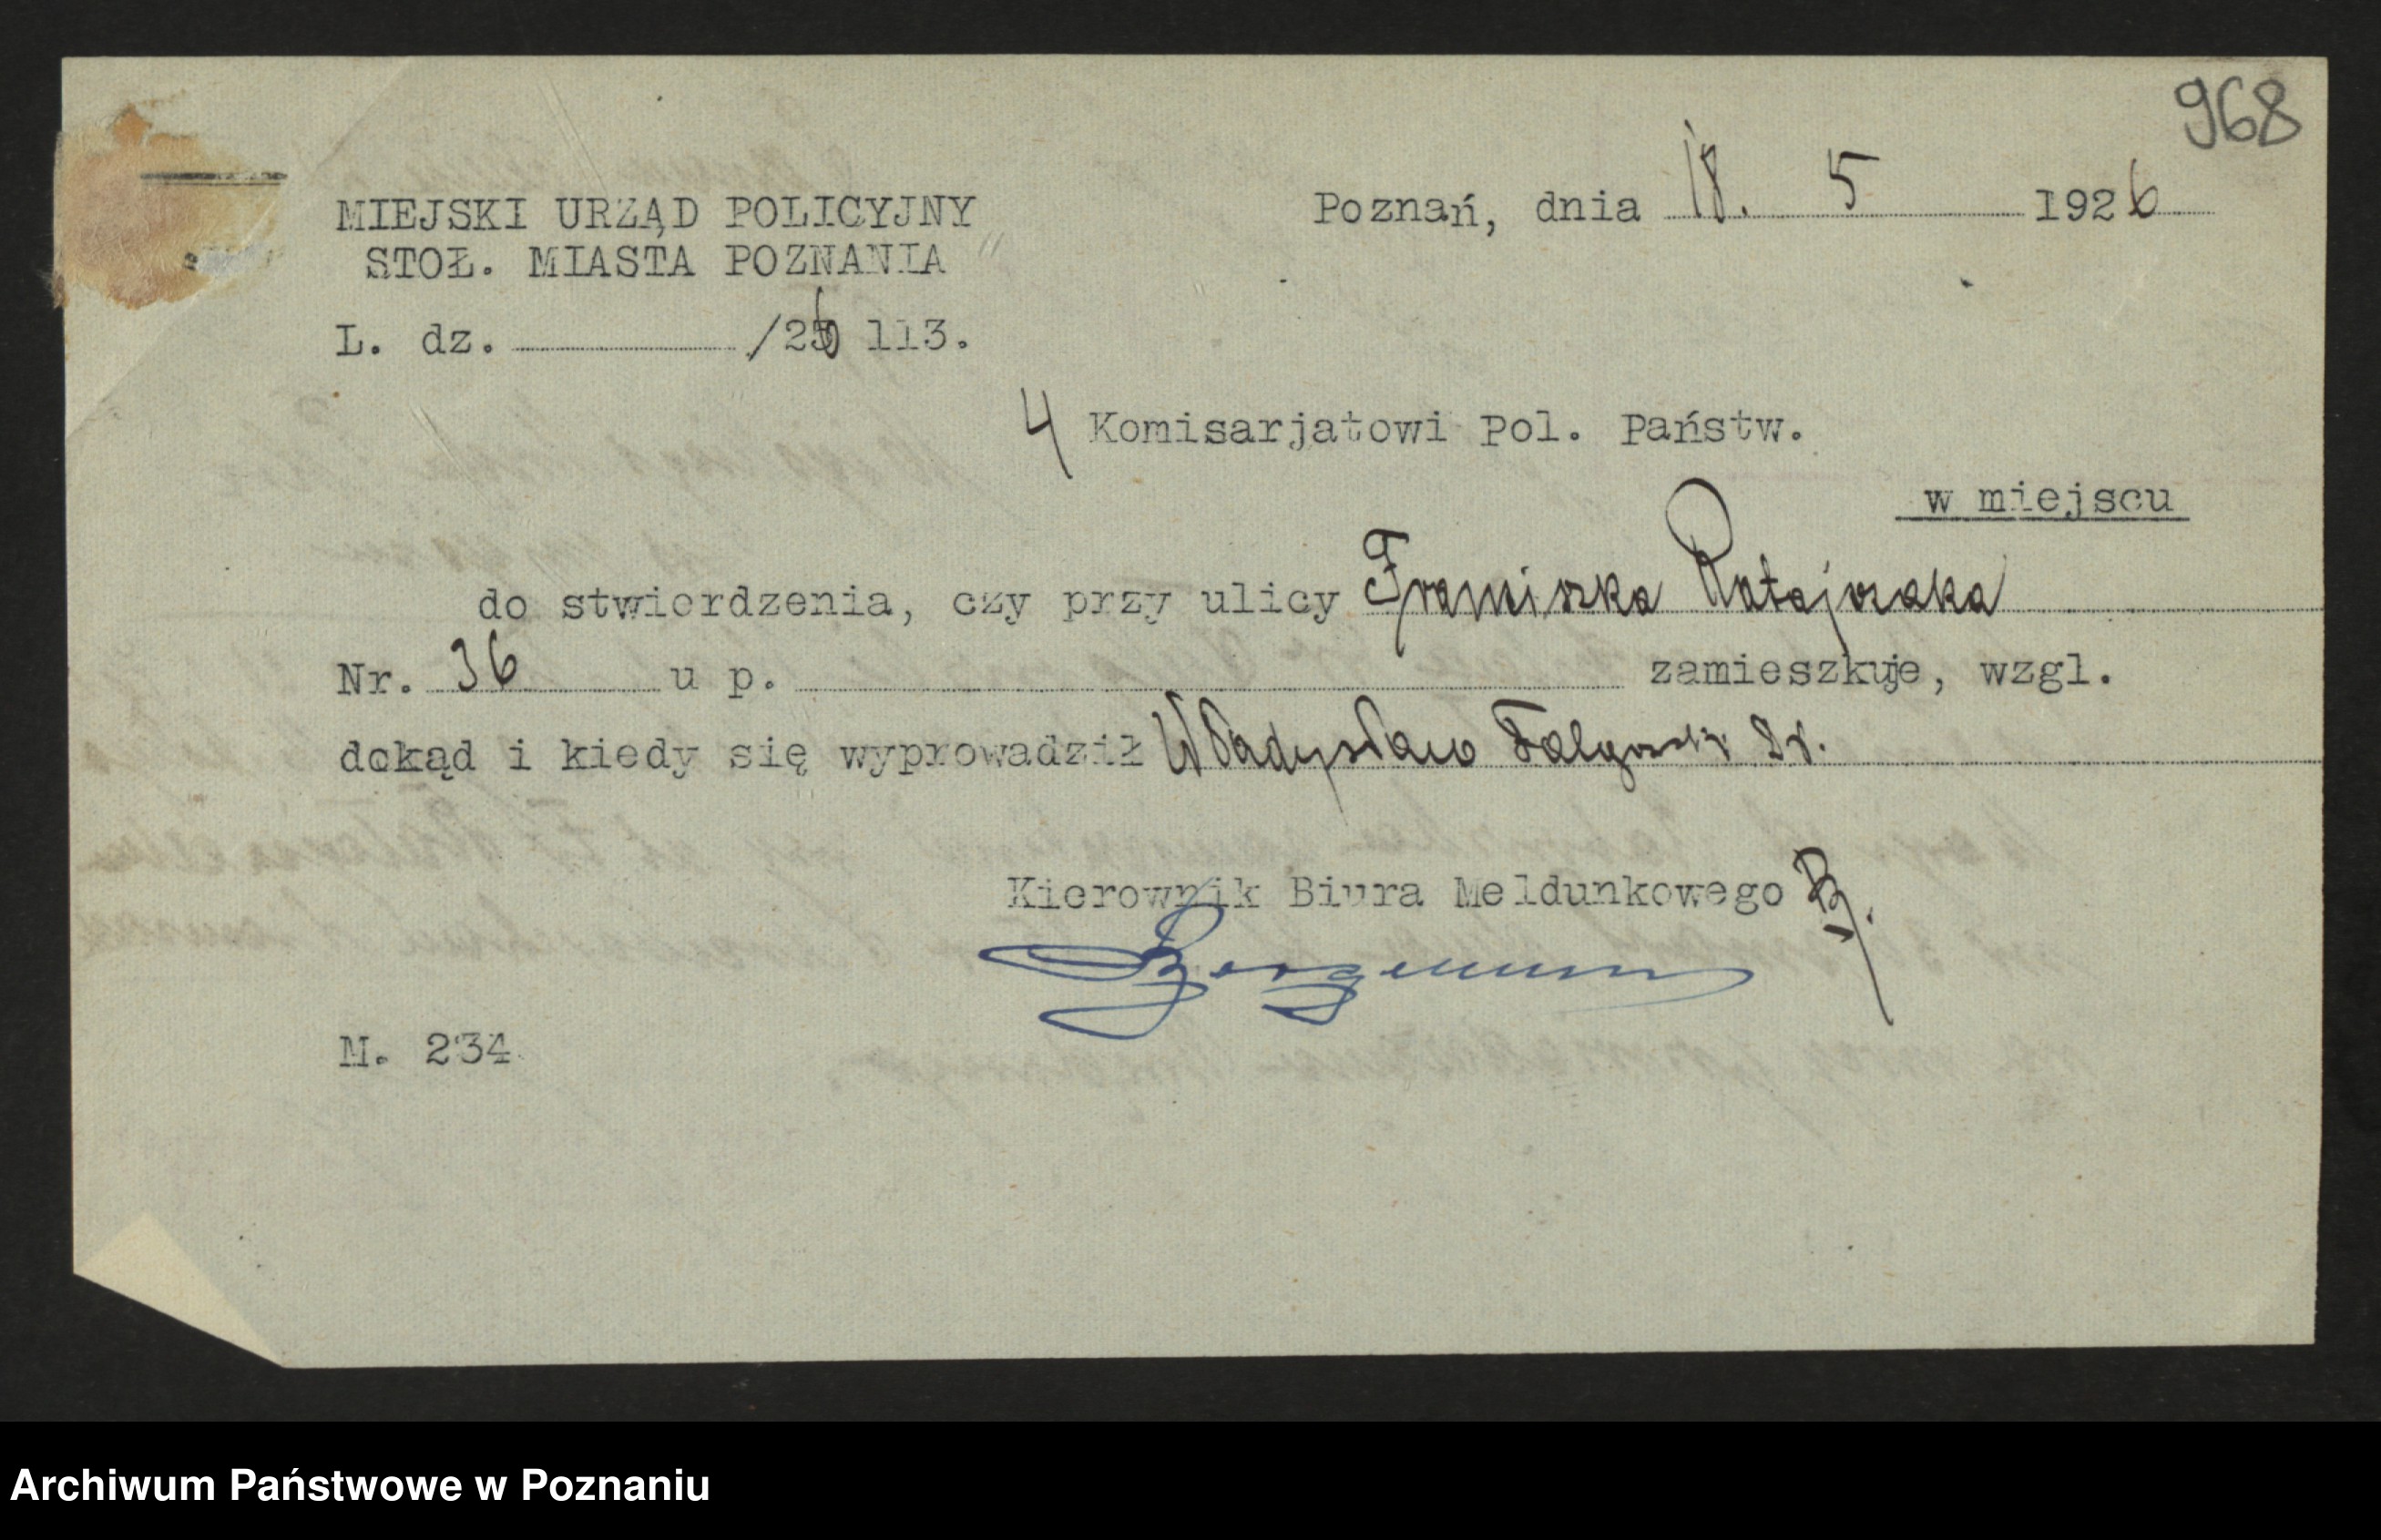 968
MIEJSKI URZĄD POLICYJNY
STOŁ. MIASTA POZNANIA
Poznań, dnia 18. 5 1926
L. dz. /26 113.
4 Komisarjatowi Pol. Państw.
w miejscu
do stwierdzenia, czy przy ulicy Franciszka Ratajczaka
Nr. 36 u p. zamieszkuje, wzgl.
dokąd i kiedy się wyprowadził Władysław
Kierownik Biura Meldunkowego
M. 234
Archiwum Państwowe w Poznaniu